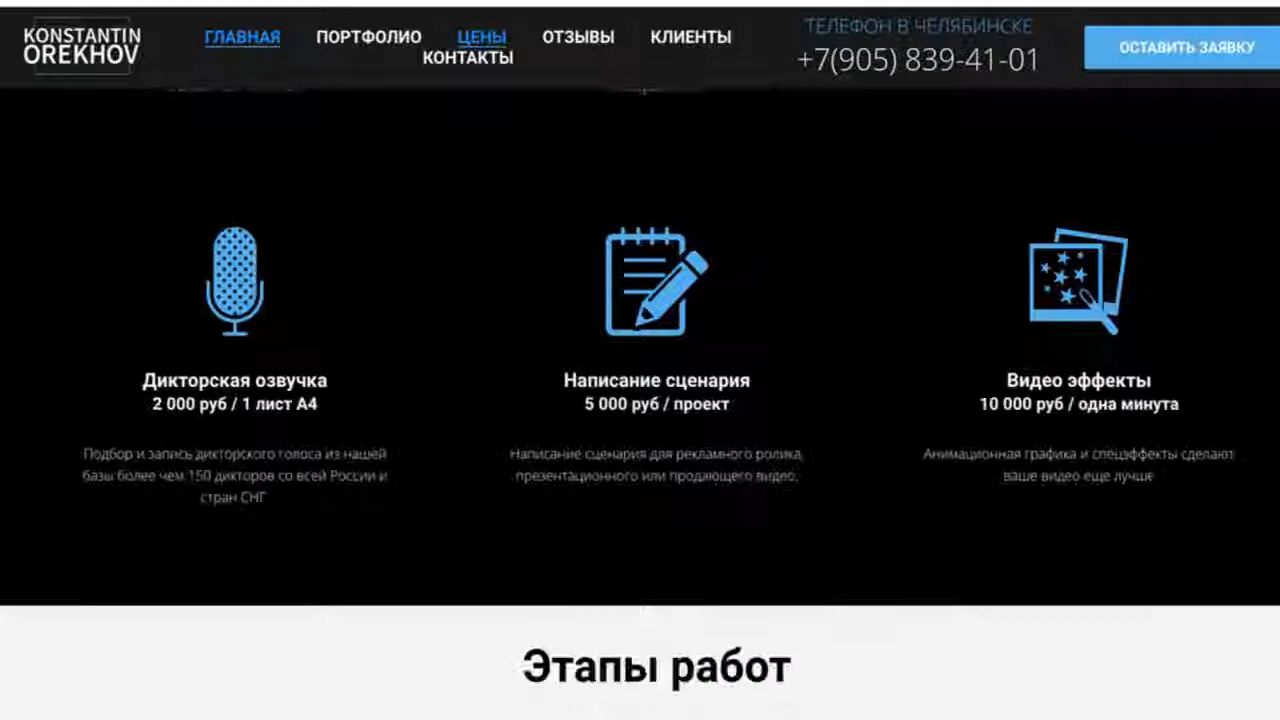 KONSTANTIN
OREKHOV
ГЛАВНАЯ ПОРТФОЛИО ЦЕНЫ ОТЗЫВЫ КЛИЕНТЫ
КОНТАКТЫ
ТЕЛЕФОН В ЧЕЛЯБИНСКЕ
+7(905) 839-41-01
ОСТАВИТЬ ЗАЯВКУ
Дикторская озвучка
2 000 руб / 1 лист А4
Подбор и запись дикторского голоса из нашей
базы более чем 150 дикторов со всей России и
стран СНГ
Написание сценария
5 000 руб / проект
Написание сценария для рекламного ролика,
презентационного или продающего видео.
Видео эффекты
10 000 руб / одна минута
Анимационная графика и спецэффекты сделают
ваше видео еще лучше
Этапы работ